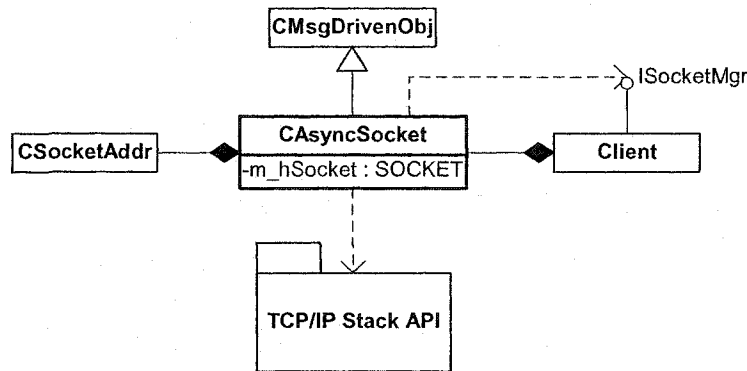 CMsgDrivenObj
ISocketMgr
CSocketAddr
CAsyncSocket
-m_hSocket : SOCKET
Client
TCP/IP Stack API